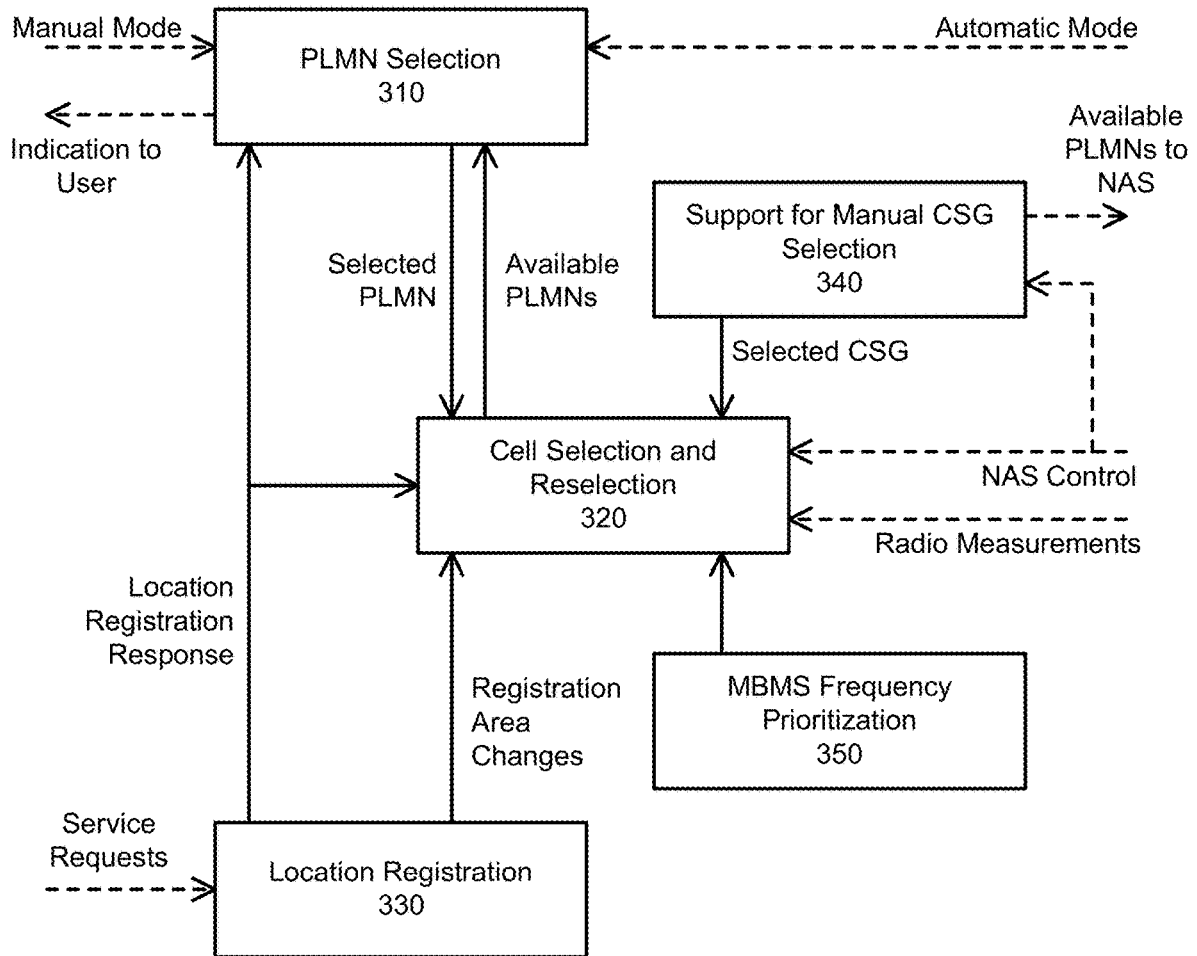 Manual Mode
PLMN Selection
310
Automatic Mode
Indication to
User
Available
PLMNs to
NAS
Support for Manual CSG
Selection
340
Selected
PLMN
Available
PLMNs
Selected CSG
Cell Selection and
Reselection
320
NAS Control
Radio Measurements
Location
Registration
Response
Registration
Area
Changes
MBMS Frequency
Prioritization
350
Service
Requests
Location Registration
330